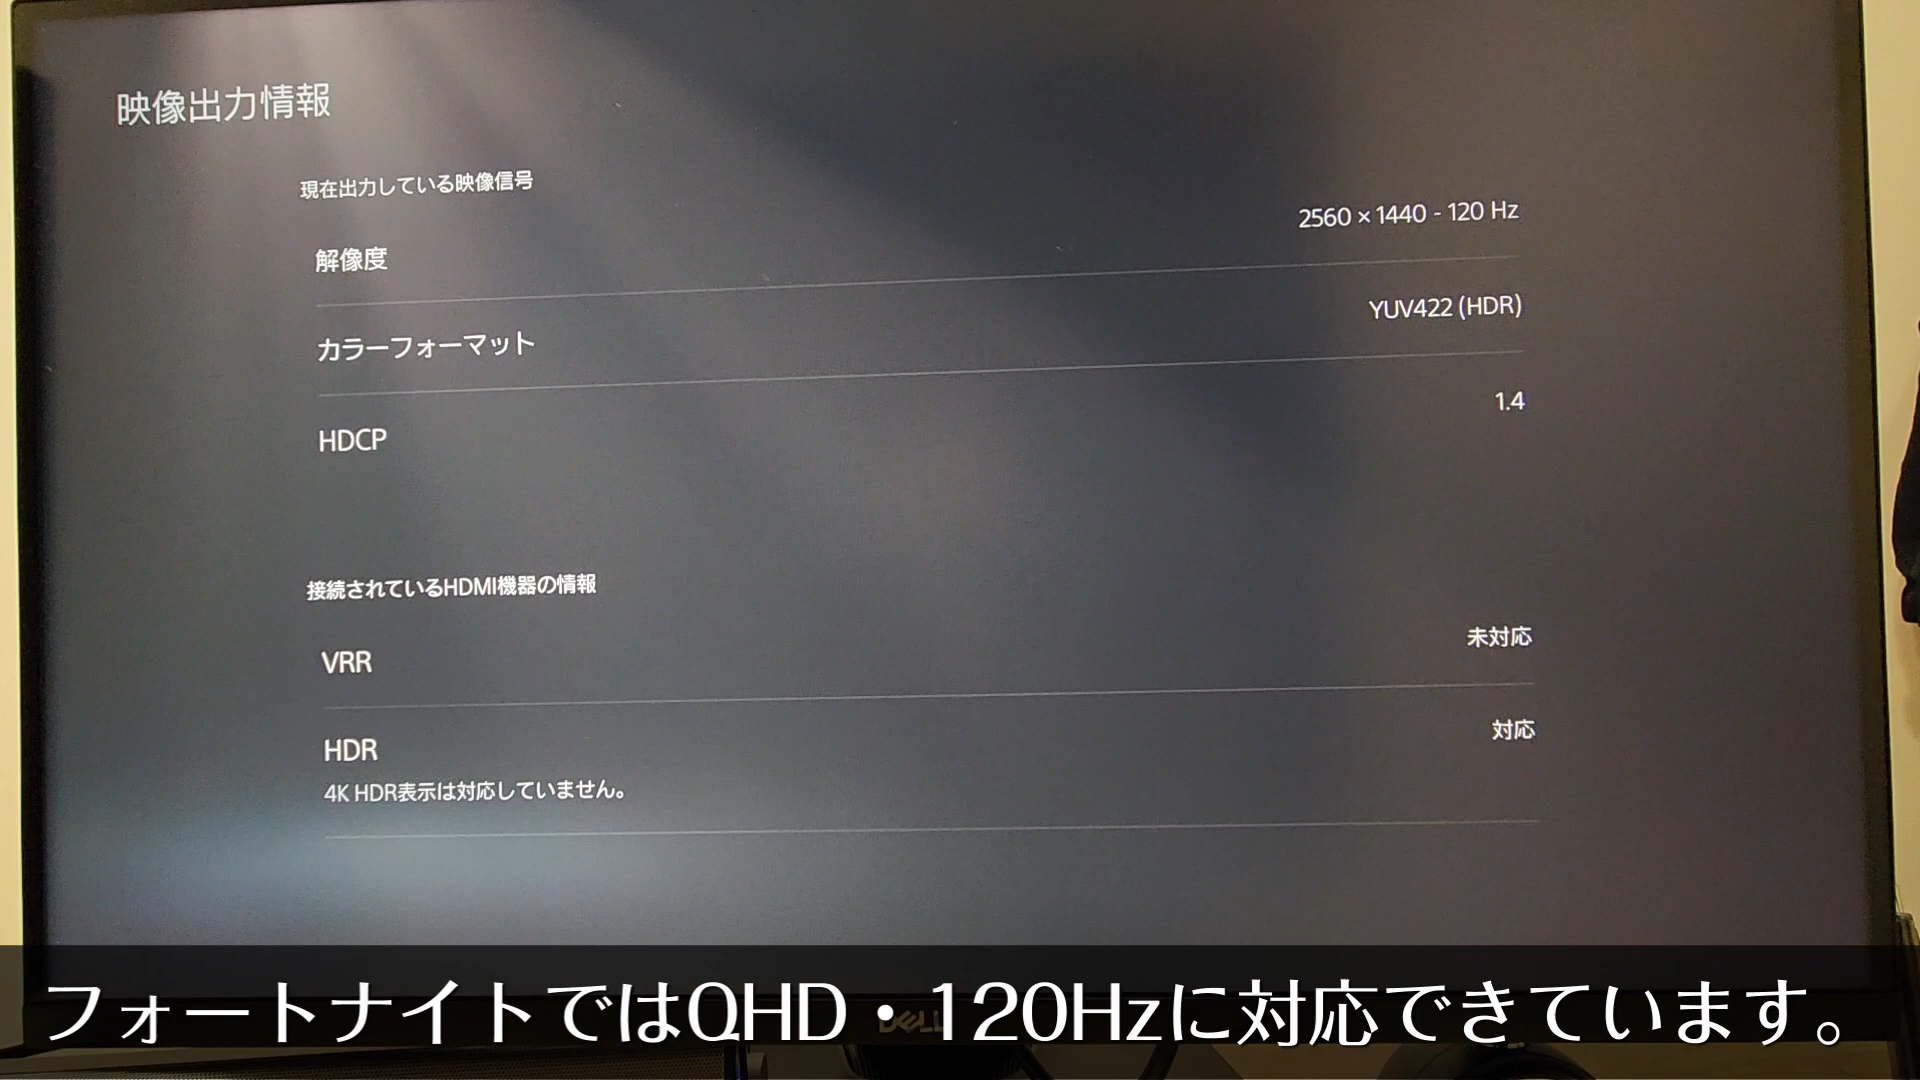 映像出力情報
現在出力している映像信号
解像度
2560 × 1440 - 120 Hz
カラーフォーマット
YUV422 (HDR)
HDCP
1.4
接続されているHDMI機器の情報
VRR
未対応
HDR
対応
4K HDR表示は対応していません。
フォートナイトではQHD・120Hzに対応できています。
DELL